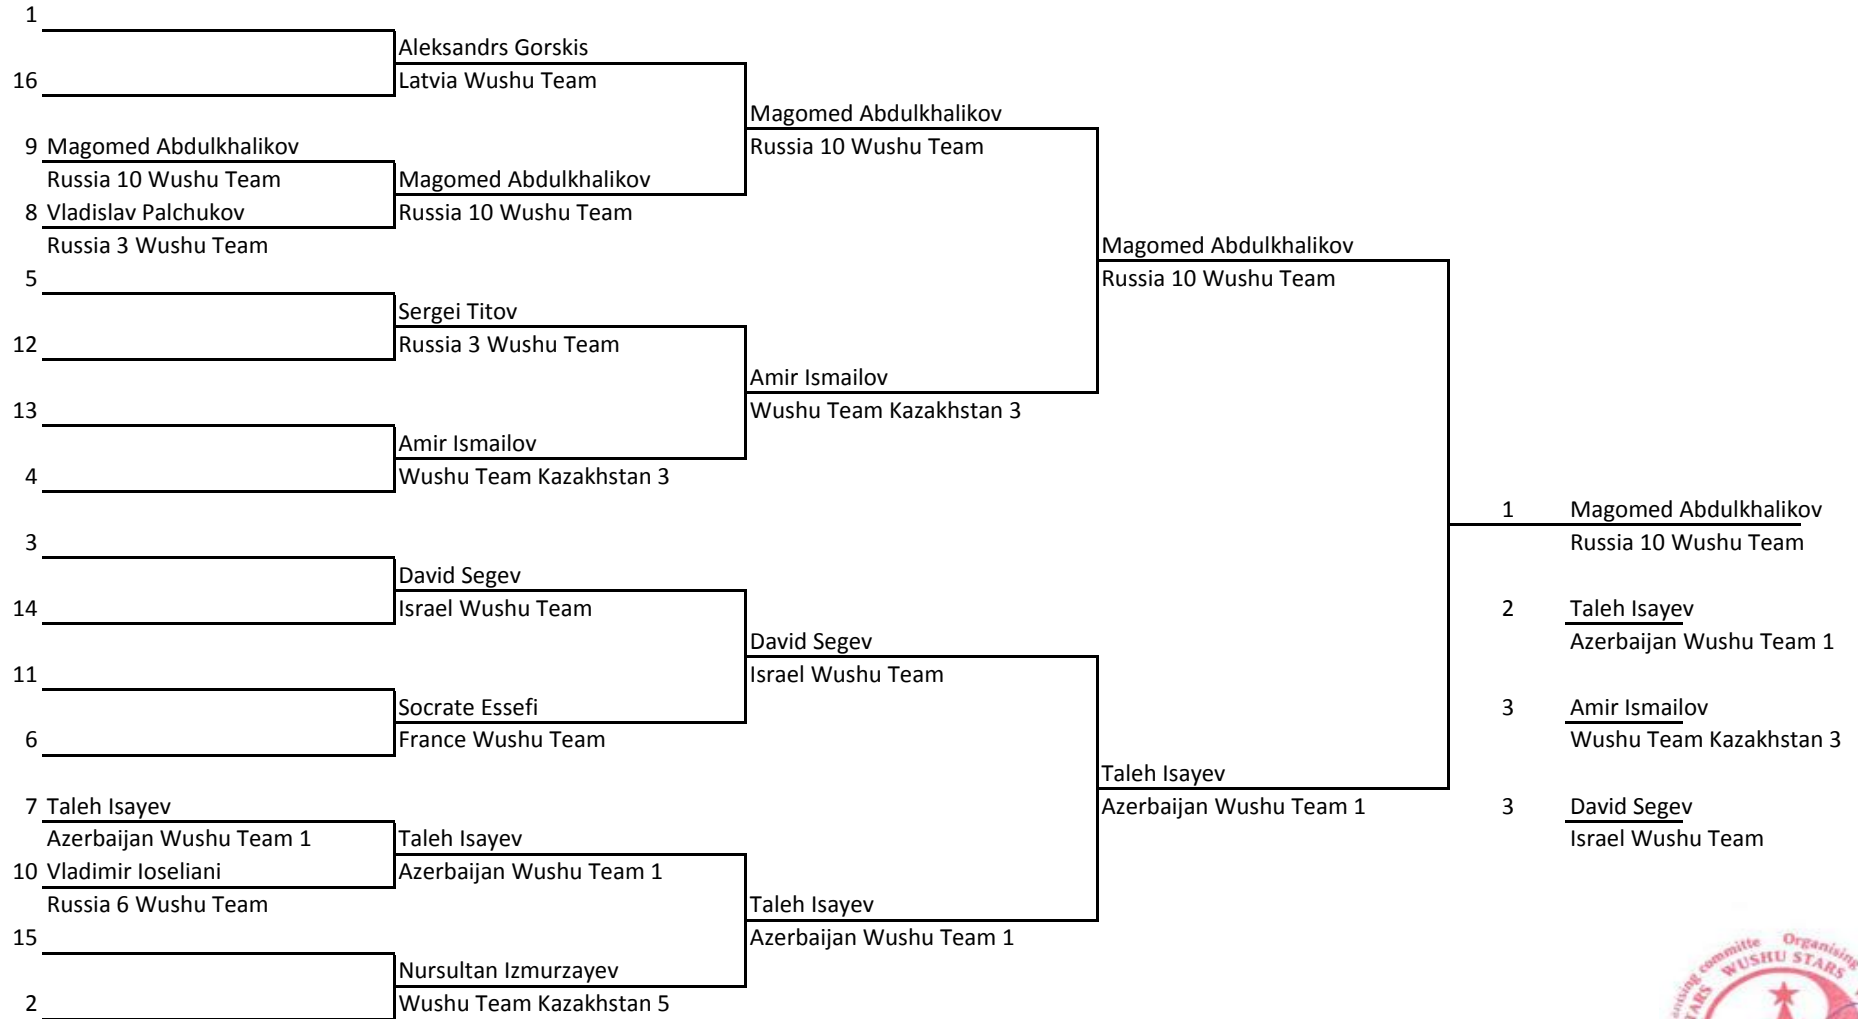 1
Aleksandrs Gorskis
16
Latvia Wushu Team
Magomed Abdulkhalikov
9 Magomed Abdulkhalikov
Russia 10 Wushu Team
Russia 10 Wushu Team
Magomed Abdulkhalikov
8 Vladislav Palchukov
Russia 10 Wushu Team
Russia 3 Wushu Team
Magomed Abdulkhalikov
5
Russia 10 Wushu Team
Sergei Titov
12
Russia 3 Wushu Team
Amir Ismailov
13
Wushu Team Kazakhstan 3
Amir Ismailov
4
Wushu Team Kazakhstan 3
1 Magomed Abdulkhalikov
3
Russia 10 Wushu Team
David Segev
14
Israel Wushu Team
2 Taleh Isayev
David Segev
Azerbaijan Wushu Team 1
11
Israel Wushu Team
Socrate Essefi
3 Amir Ismailov
6
France Wushu Team
Wushu Team Kazakhstan 3
Taleh Isayev
7 Taleh Isayev
Azerbaijan Wushu Team 1
3 David Segev
Azerbaijan Wushu Team 1
Taleh Isayev
Israel Wushu Team
10 Vladimir Ioseliani
Azerbaijan Wushu Team 1
Russia 6 Wushu Team
Taleh Isayev
15
Azerbaijan Wushu Team 1
Nursultan Izmurzayev
2
Wushu Team Kazakhstan 5
committe Organising
WUSHU STARS